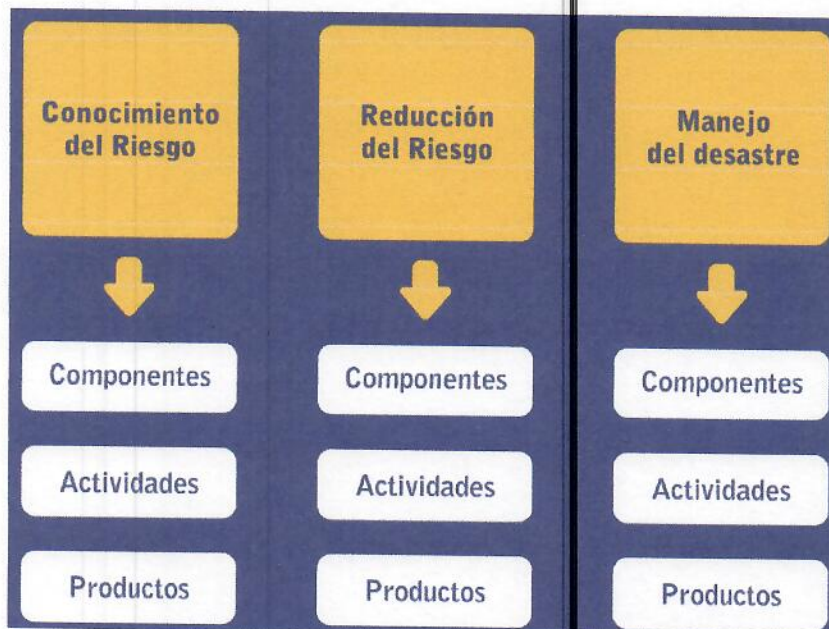 Conocimiento
del Riesgo
Reducción
del Riesgo
Manejo
del desastre
Componentes
Componentes
Componentes
Actividades
Actividades
Actividades
Productos
Productos
Productos